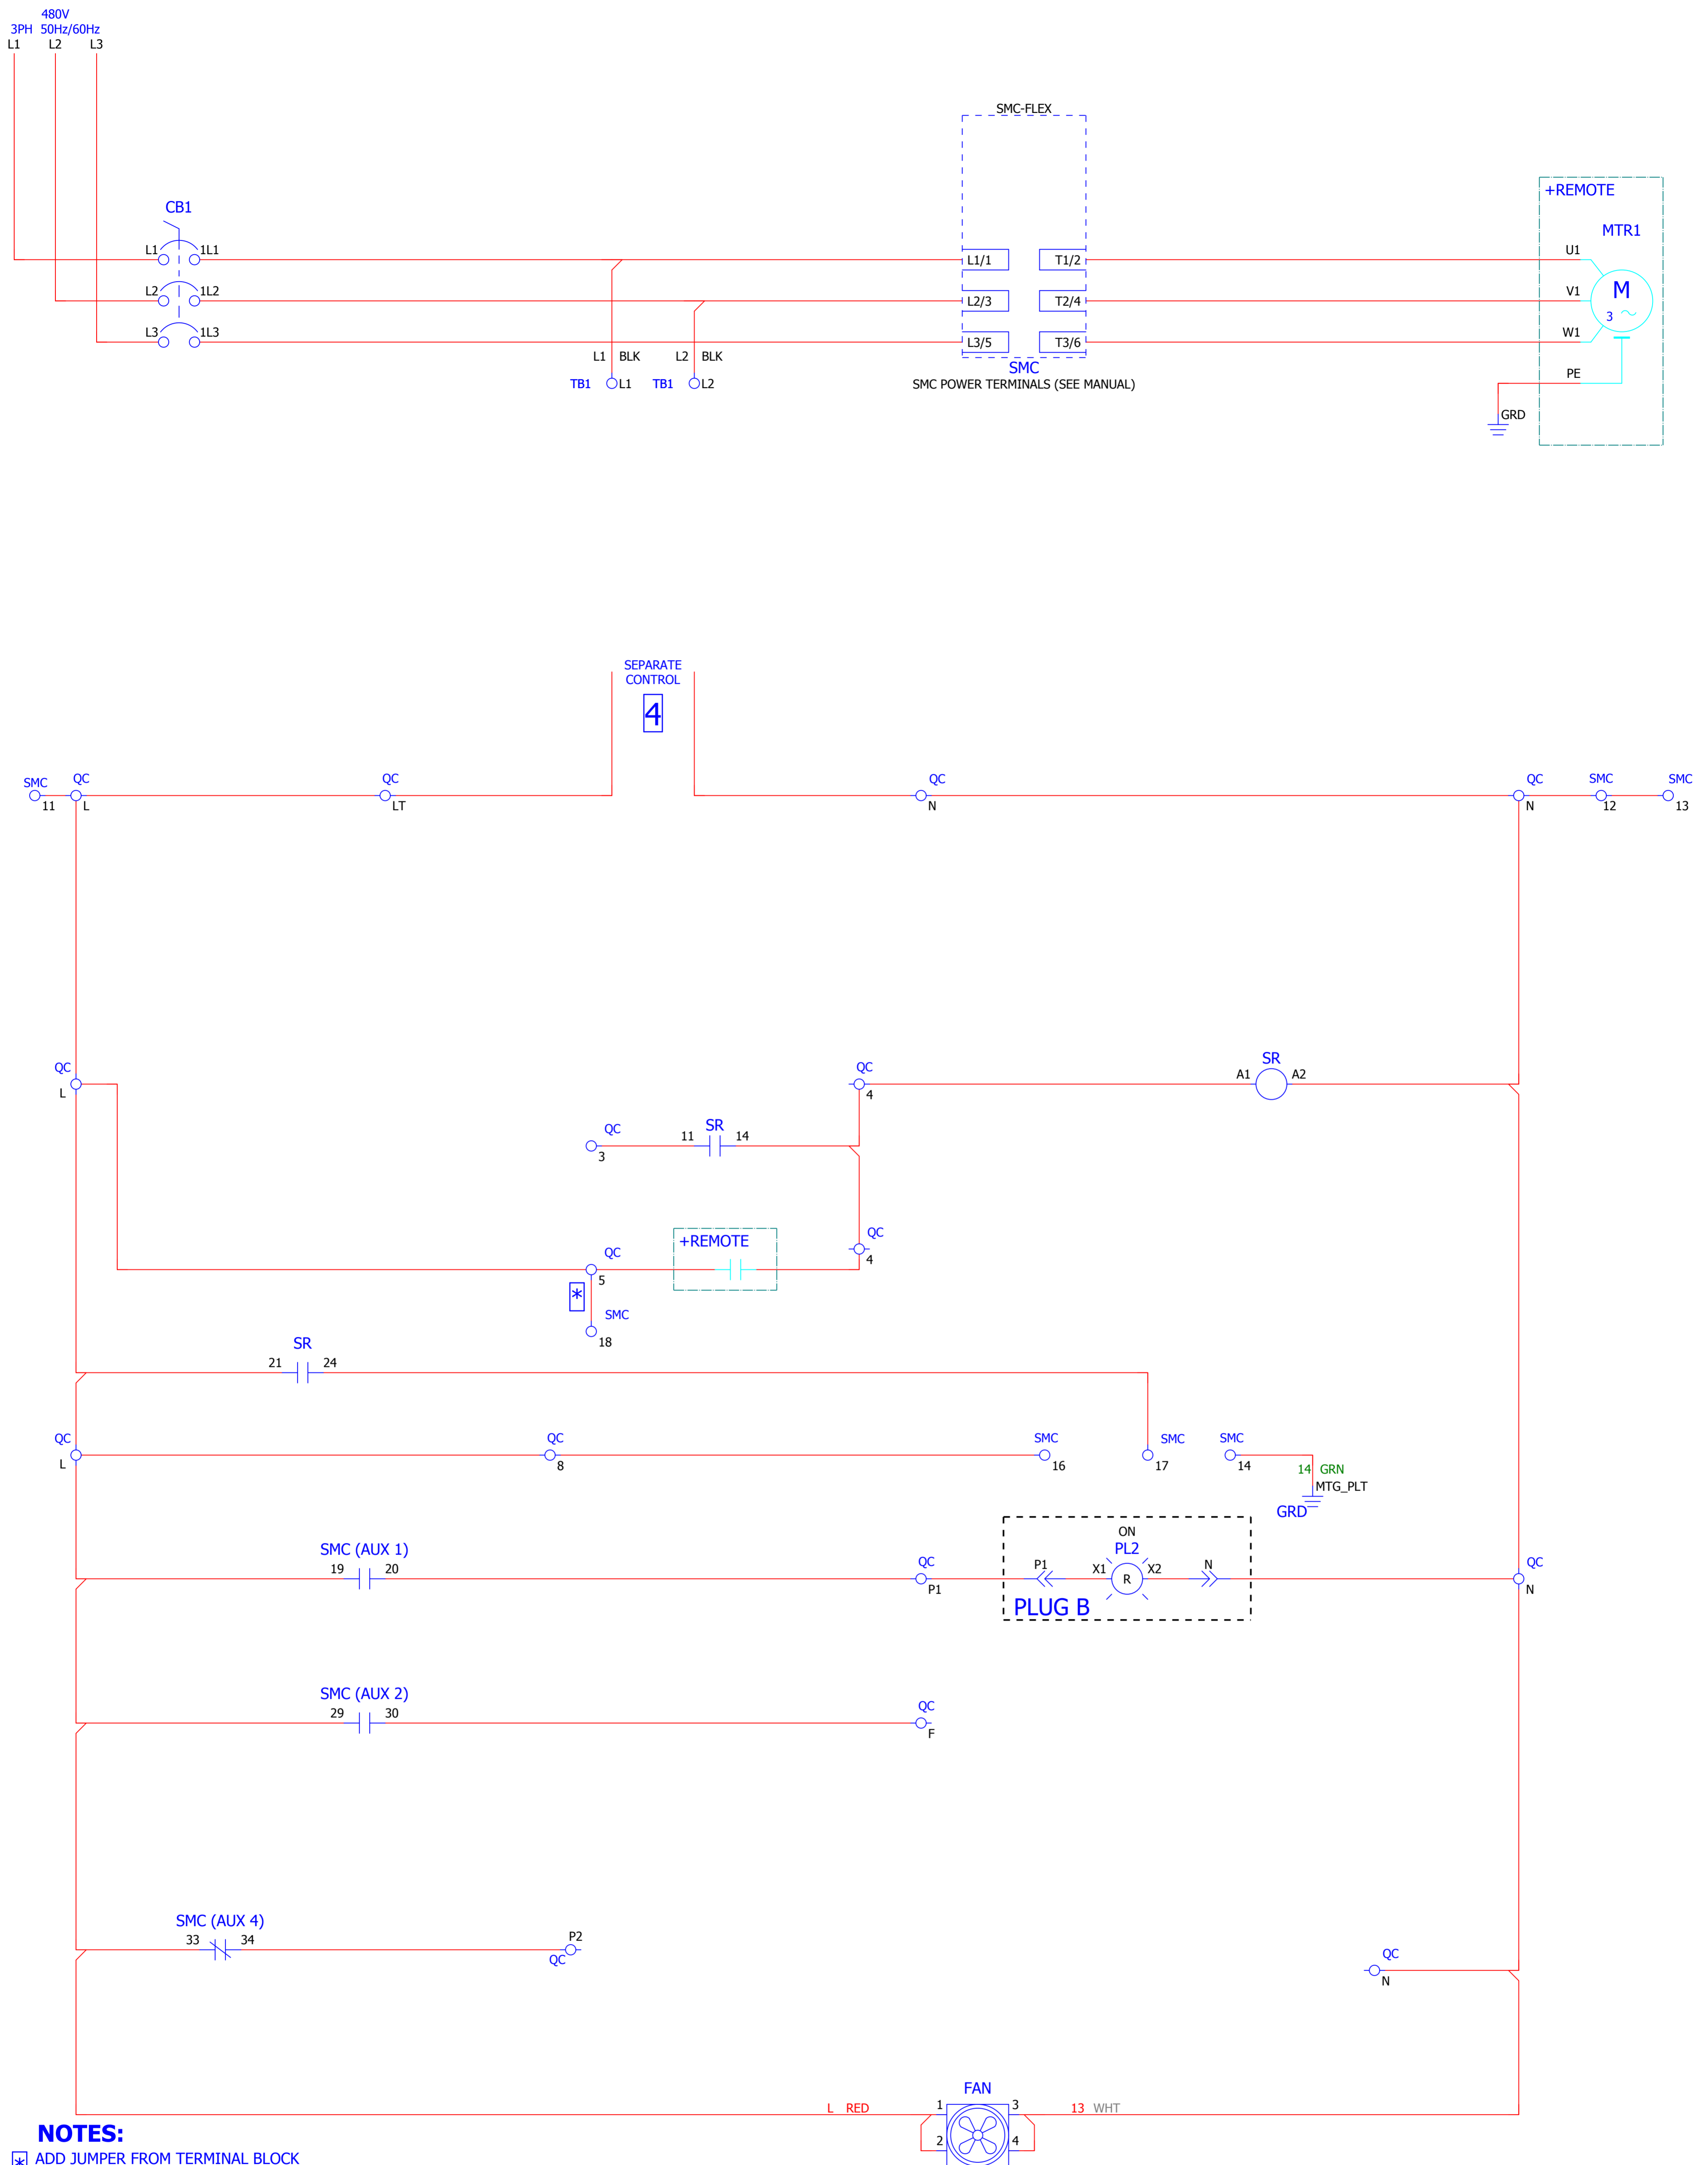 480V
3PH 50Hz/60Hz
L1 L2 L3
SMC-FLEX
+REMOTE
CB1
MTR1
L1 1L1 L1/1 T1/2 U1
L2 1L2 L2/3 T2/4 V1
M
3
L3 1L3 L3/5 T3/6 W1
L1 BLK L2 BLK
SMC
TB1 L1 TB1 L2
SMC POWER TERMINALS (SEE MANUAL)
PE
GRD
SEPARATE
CONTROL
4
SMC QC QC QC QC SMC SMC
11 L LT N N 12 13
QC QC SR
L 4 A1 A2
QC SR
3 11 14
QC
4
+REMOTE
QC
5
*
SMC
18
SR
21 24
QC QC SMC SMC SMC
L 8 16 17 14
14 GRN
MTG_PLT
GRD
ON
PL2
SMC (AUX 1)
19 20
QC
P1
P1 X1 R X2 N
QC
N
PLUG B
SMC (AUX 2)
29 30
QC
F
SMC (AUX 4)
33 34
P2
QC
QC
N
FAN
L RED 1 3 13 WHT
2 4
NOTES:
* ADD JUMPER FROM TERMINAL BLOCK